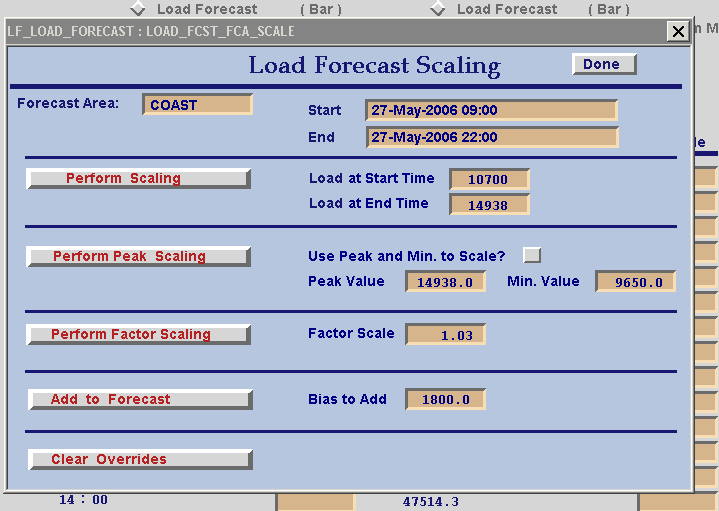 Load Forecast ( Bar ) Load Forecast ( Bar )
LF_LOAD_FORECAST : LOAD_FCST_FCA_SCALE
Load Forecast Scaling Done
Forecast Area: COAST
Start 27-May-2006 09:00
End 27-May-2006 22:00
Perform Scaling Load at Start Time 10700
Load at End Time 14938
Perform Peak Scaling Use Peak and Min. to Scale?
Peak Value 14938.0 Min. Value 9650.0
Perform Factor Scaling Factor Scale 1.03
Add to Forecast Bias to Add 1800.0
Clear Overrides
14 : 00 47514.3